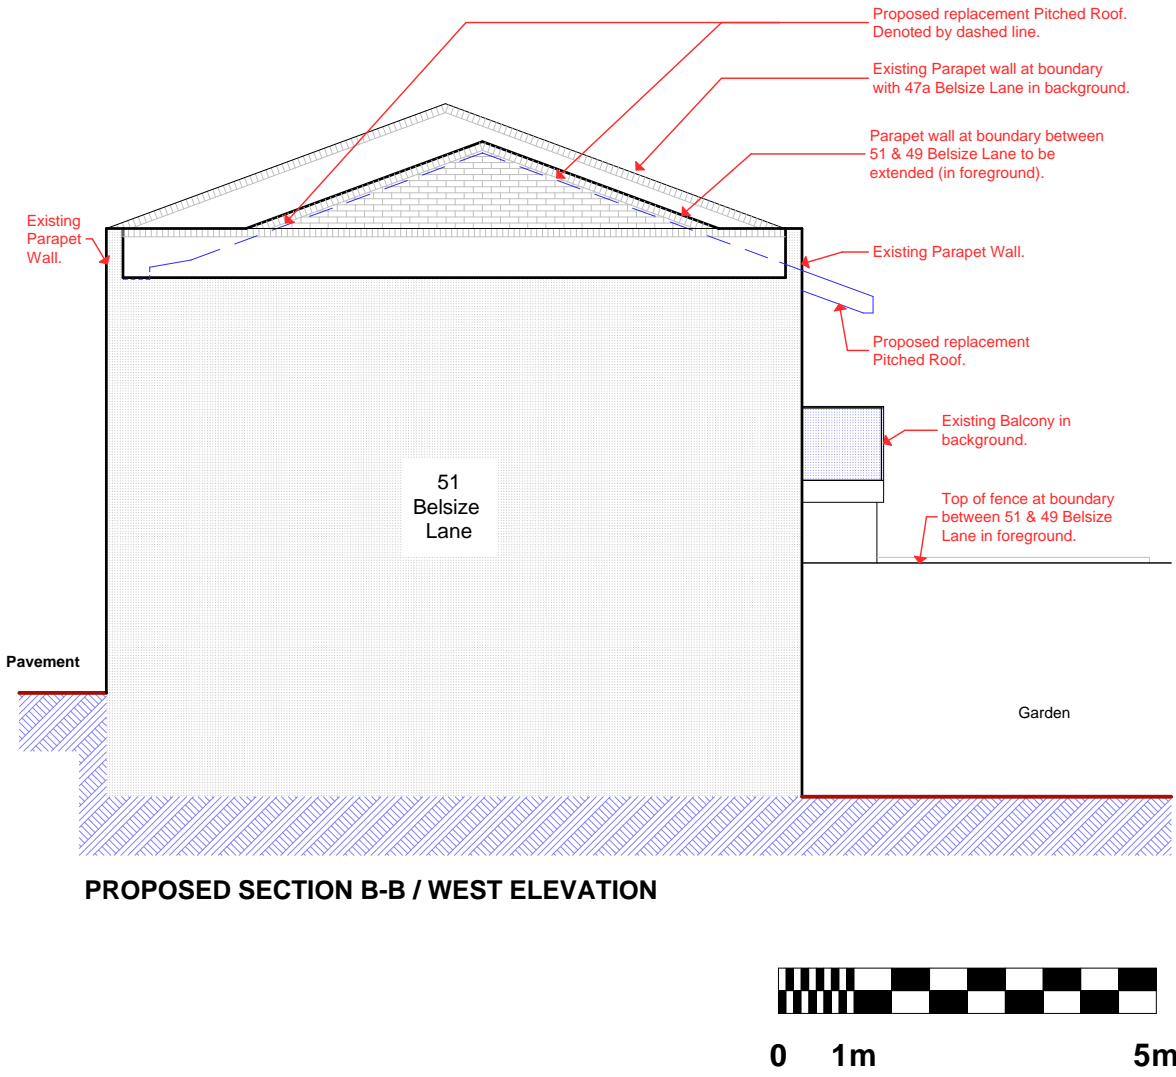 Proposed replacement Pitched Roof.
Denoted by dashed line.
Existing Parapet wall at boundary
with 47a Belsize Lane in background.
Parapet wall at boundary between
51 & 49 Belsize Lane to be
extended (in foreground).
Existing
Parapet
Wall.
Existing Parapet Wall.
Proposed replacement
Pitched Roof.
Existing Balcony in
background.
51
Belsize
Lane
Top of fence at boundary
between 51 & 49 Belsize
Lane in foreground.
Pavement
Garden
PROPOSED SECTION B-B / WEST ELEVATION
0 1m 5m